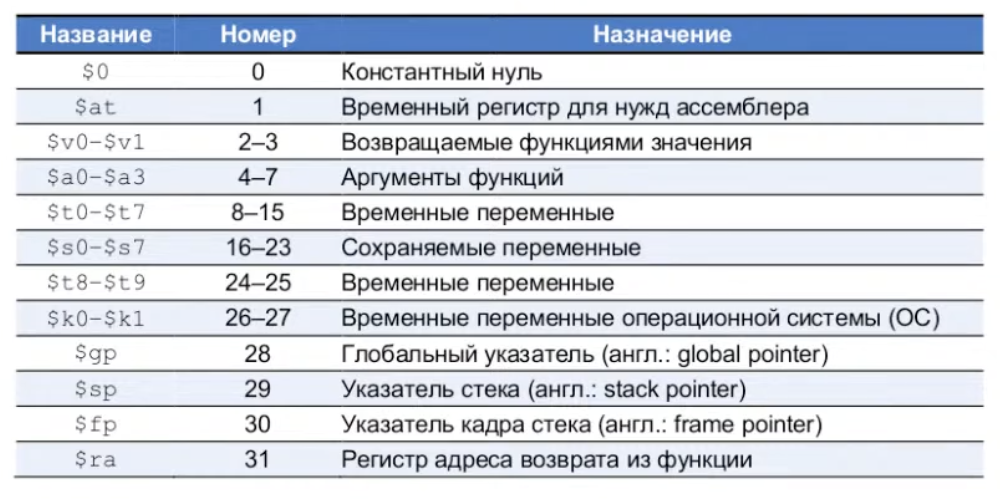 Название Номер Назначение
$0 0 Константный нуль
$at 1 Временный регистр для нужд ассемблера
$v0-$v1 2–3 Возвращаемые функциями значения
$a0-$a3 4–7 Аргументы функций
$t0-$t7 8–15 Временные переменные
$s0-$s7 16–23 Сохраняемые переменные
$t8-$t9 24–25 Временные переменные
$k0-$k1 26–27 Временные переменные операционной системы (ОС)
$gp 28 Глобальный указатель (англ.: global pointer)
$sp 29 Указатель стека (англ.: stack pointer)
$fp 30 Указатель кадра стека (англ.: frame pointer)
$ra 31 Регистр адреса возврата из функции